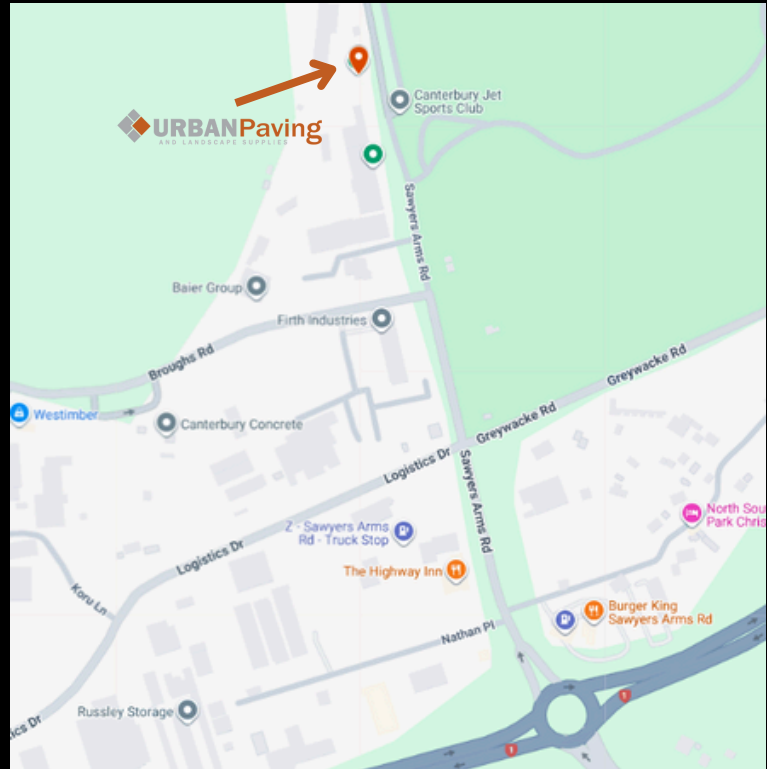 Canterbury Jet
Sports Club
URBANPaving
AND LANDSCAPE SUPPLIES
Sawyers Arms Rd
Baier Group
Firth Industries
Broughs Rd
Greywacke Rd
Westimber
Greywacke Rd
Canterbury Concrete
Logistics Dr
Sawyers Arms Rd
North Sou
Park Chris
Z - Sawyers Arms
Rd - Truck Stop
Logistics Dr
The Highway Inn
Koru Ln
Burger King
Sawyers Arms Rd
Nathan Pl
1
Russley Storage
ics Dr
1